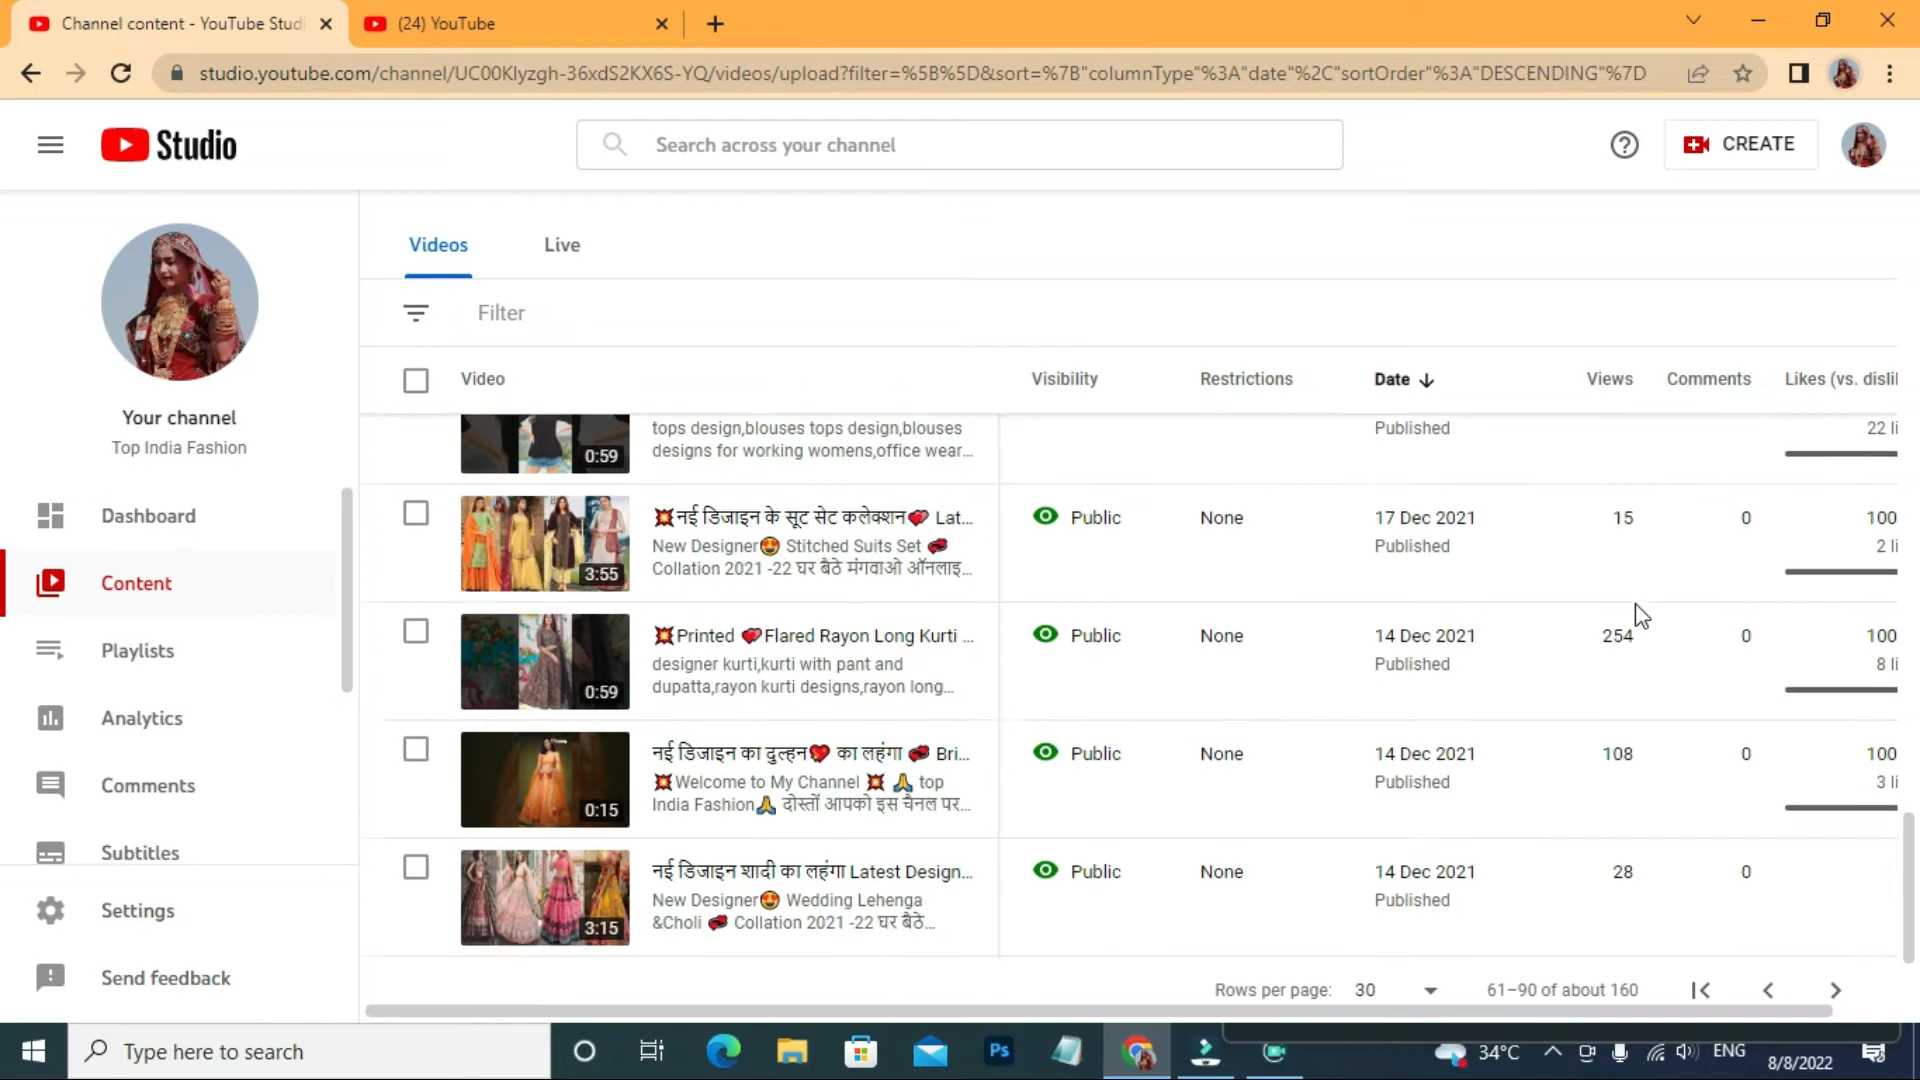 Channel content - YouTube Studi
(24) YouTube
studio.youtube.com/channel/UC00Klyzgh-36xdS2KX6S-YQ/videos/upload?filter=%5B%5D&sort=%7B"columnType"%3A"date"%2C"sortOrder"%3A"DESCENDING"%7D
Studio
Search across your channel
CREATE
Your channel
Top India Fashion
Dashboard
Content
Playlists
Analytics
Comments
Subtitles
Settings
Send feedback
Videos Live
Filter
Video Visibility Restrictions Date Views Comments Likes (vs. disli
0:59
tops design,blouses tops design,blouses
designs for working womens,office wear...
Published
22 li
3:55
💥नई डिजाइन के सूट सेट कलेक्शन💞 Lat...
New Designer😍 Stitched Suits Set 💋
Collation 2021 -22 घर बैठे मंगवाओ ऑनलाइ...
Public None 17 Dec 2021 15 0 100
Published 2 li
0:59
💥Printed 💞Flared Rayon Long Kurti ...
designer kurti,kurti with pant and
dupatta,rayon kurti designs,rayon long...
Public None 14 Dec 2021 254 0 100
Published 8 li
0:15
नई डिजाइन का दुल्हन💖 का लहंगा 💋 Bri...
💥Welcome to My Channel 💥 🙏 top
India Fashion🙏 दोस्तों आपको इस चैनल पर...
Public None 14 Dec 2021 108 0 100
Published 3 li
3:15
नई डिजाइन शादी का लहंगा Latest Design...
New Designer😍 Wedding Lehenga
&Choli 💋 Collation 2021 -22 घर बैठे...
Public None 14 Dec 2021 28 0
Published
Rows per page: 30 61–90 of about 160
Type here to search
Ps
34°C
ENG
8/8/2022